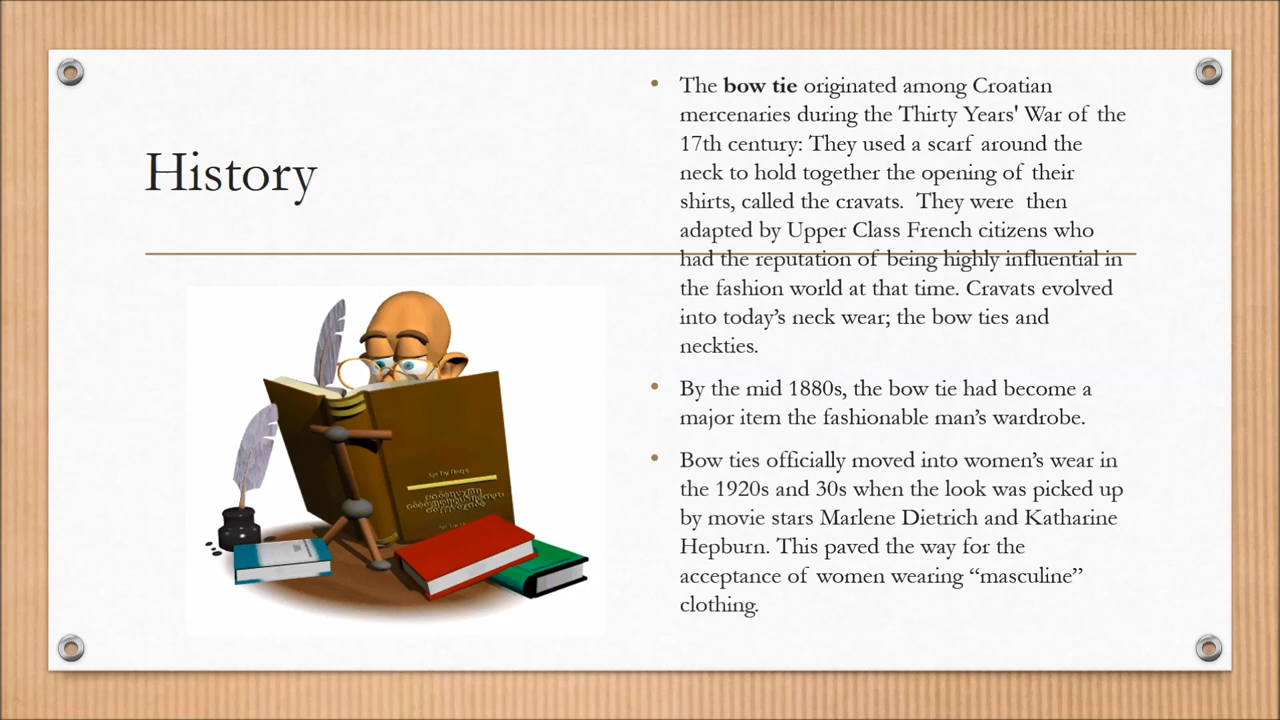 History
The bow tie originated among Croatian
mercenaries during the Thirty Years' War of the
17th century: They used a scarf around the
neck to hold together the opening of their
shirts, called the cravats. They were then
adapted by Upper Class French citizens who
had the reputation of being highly influential in
the fashion world at that time. Cravats evolved
into today’s neck wear; the bow ties and
neckties.
By the mid 1880s, the bow tie had become a
major item the fashionable man’s wardrobe.
Bow ties officially moved into women’s wear in
the 1920s and 30s when the look was picked up
by movie stars Marlene Dietrich and Katharine
Hepburn. This paved the way for the
acceptance of women wearing “masculine”
clothing.